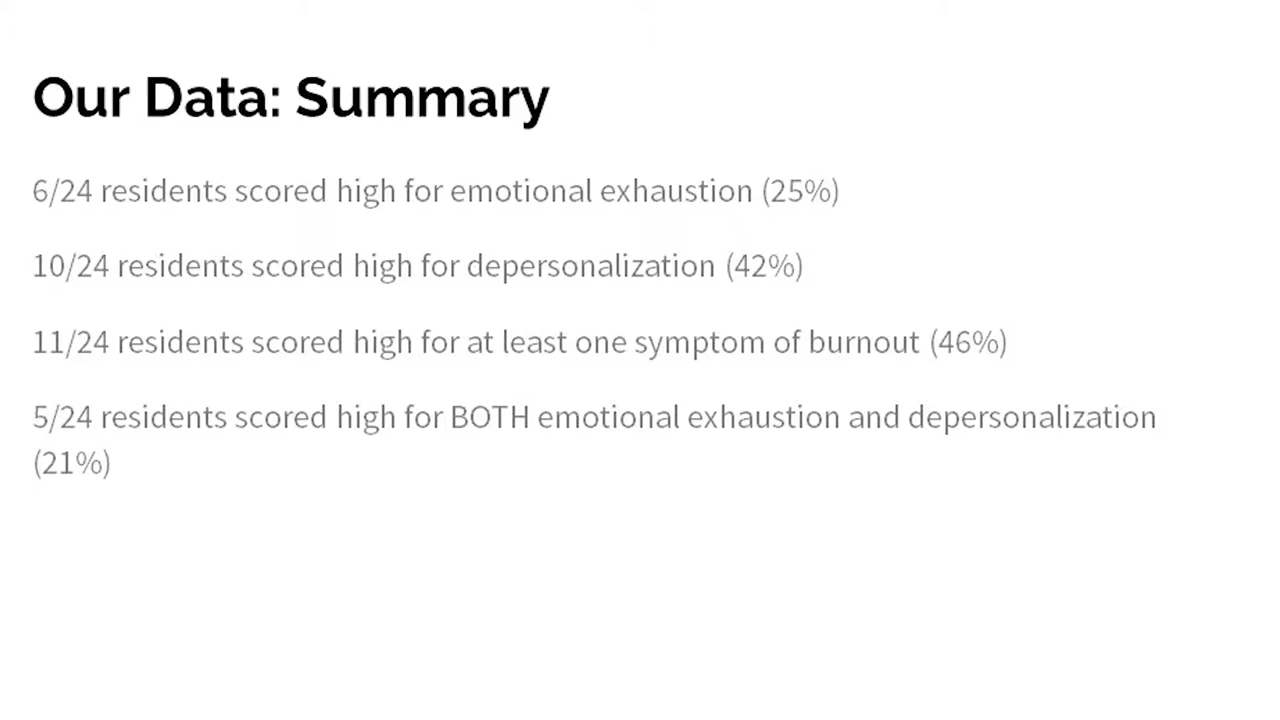 Our Data: Summary
6/24 residents scored high for emotional exhaustion (25%)
10/24 residents scored high for depersonalization (42%)
11/24 residents scored high for at least one symptom of burnout (46%)
5/24 residents scored high for BOTH emotional exhaustion and depersonalization
(21%)